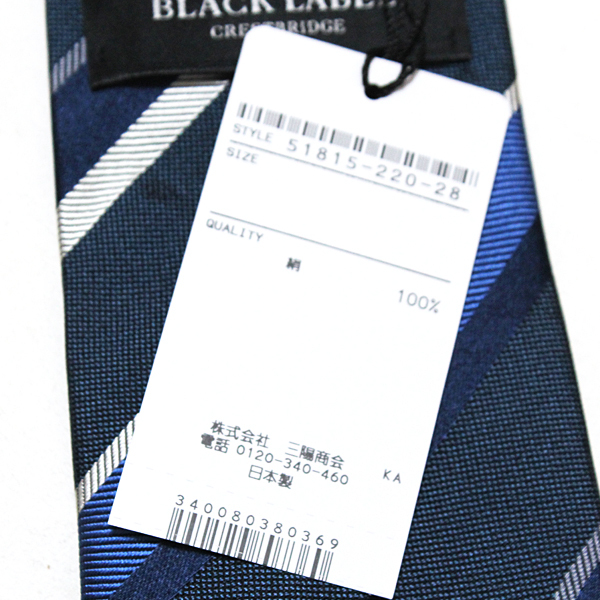 BLACK LABEL
CRESTBRIDGE
STYLE 51815-220-28
SIZE
QUALITY
絹
100%
株式会社 三陽商会
電話 0120-340-460 KA
日本製
340080380369